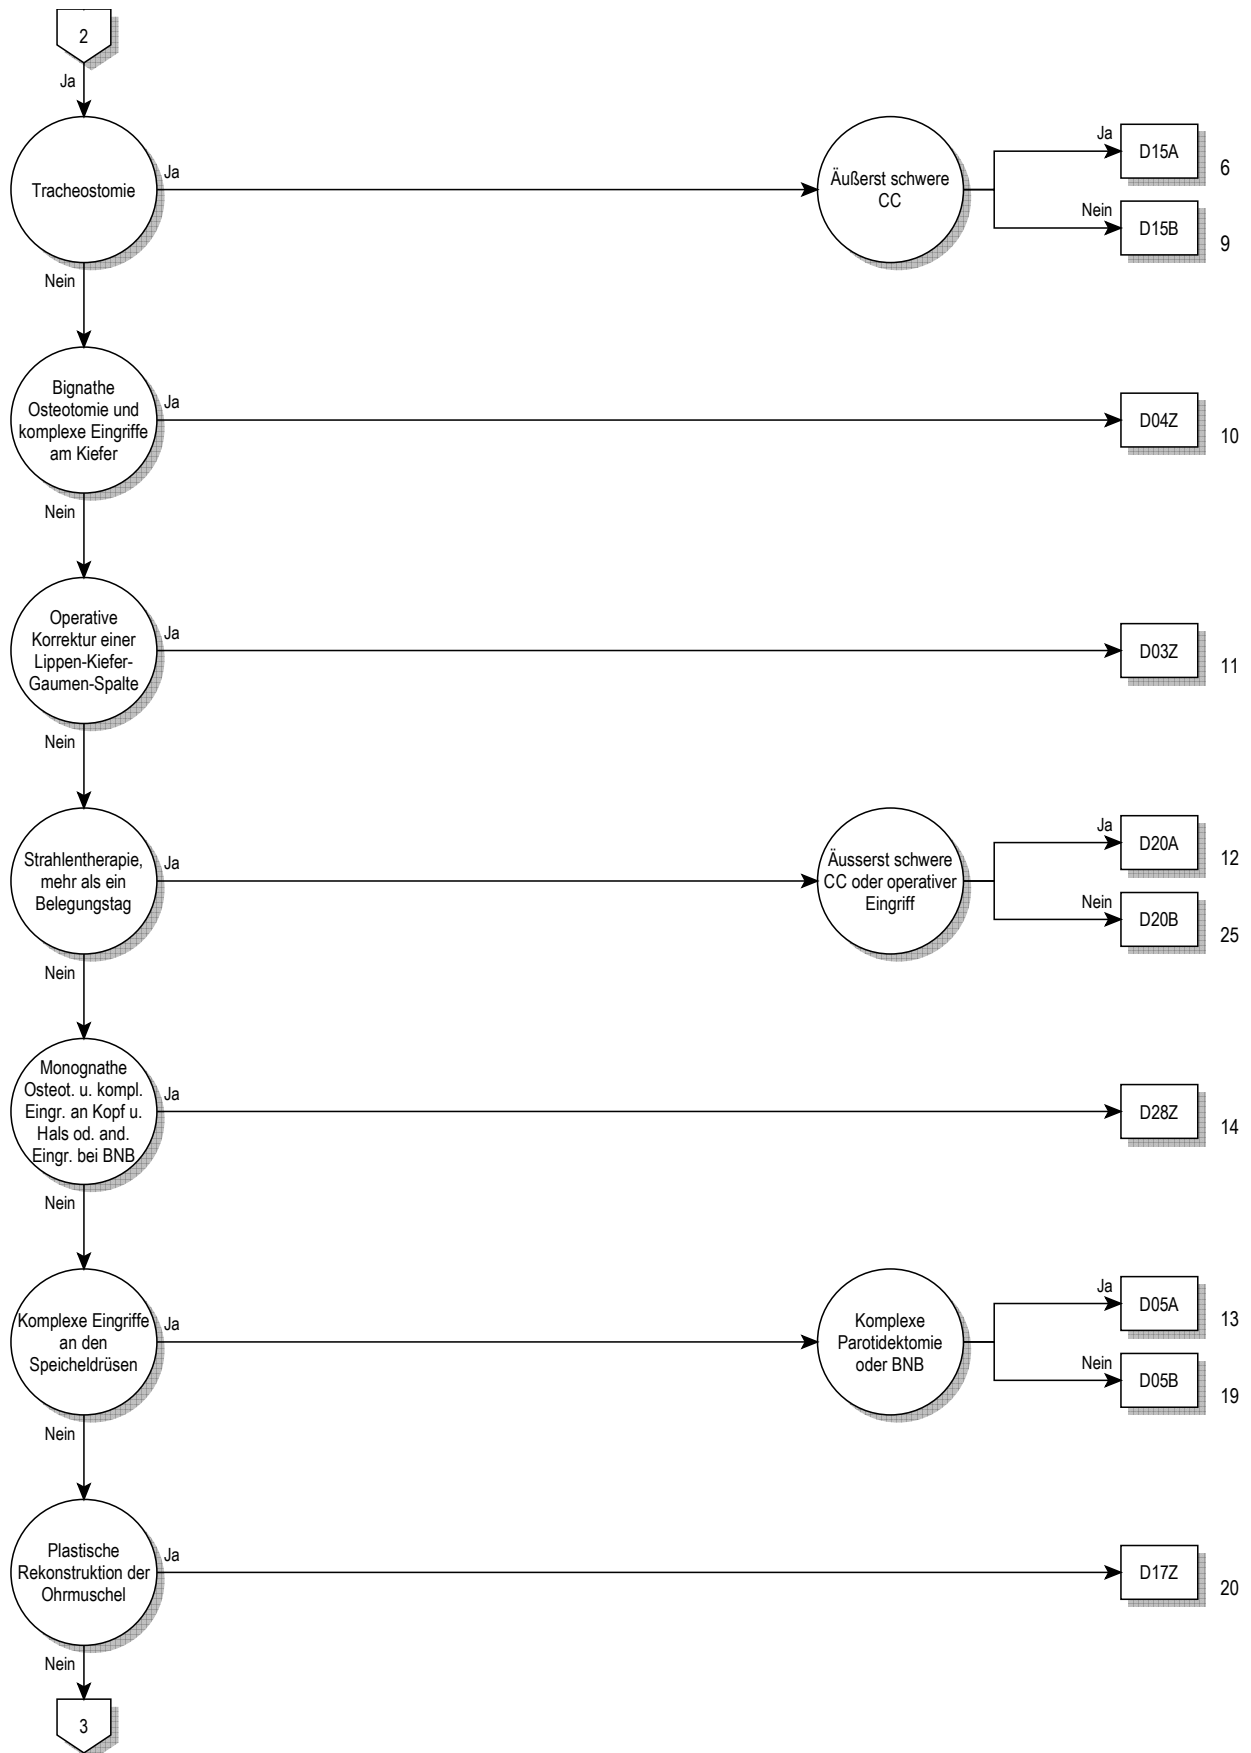 2
Ja
Tracheostomie
Ja
Äußerst schwere
CC
Ja
D15A
6
Nein
D15B
9
Nein
Bignathe
Osteotomie und
komplexe Eingriffe
am Kiefer
Ja
D04Z
10
Nein
Operative
Korrektur einer
Lippen-Kiefer-
Gaumen-Spalte
Ja
D03Z
11
Nein
Strahlentherapie,
mehr als ein
Belegungstag
Ja
Äusserst schwere
CC oder operativer
Eingriff
Ja
D20A
12
Nein
D20B
25
Nein
Monognathe
Osteot. u. kompl.
Eingr. an Kopf u.
Hals od. and.
Eingr. bei BNB
Ja
D28Z
14
Nein
Komplexe Eingriffe
an den
Speicheldrüsen
Ja
Komplexe
Parotidektomie
oder BNB
Ja
D05A
13
Nein
D05B
19
Nein
Plastische
Rekonstruktion der
Ohrmuschel
Ja
D17Z
20
Nein
3